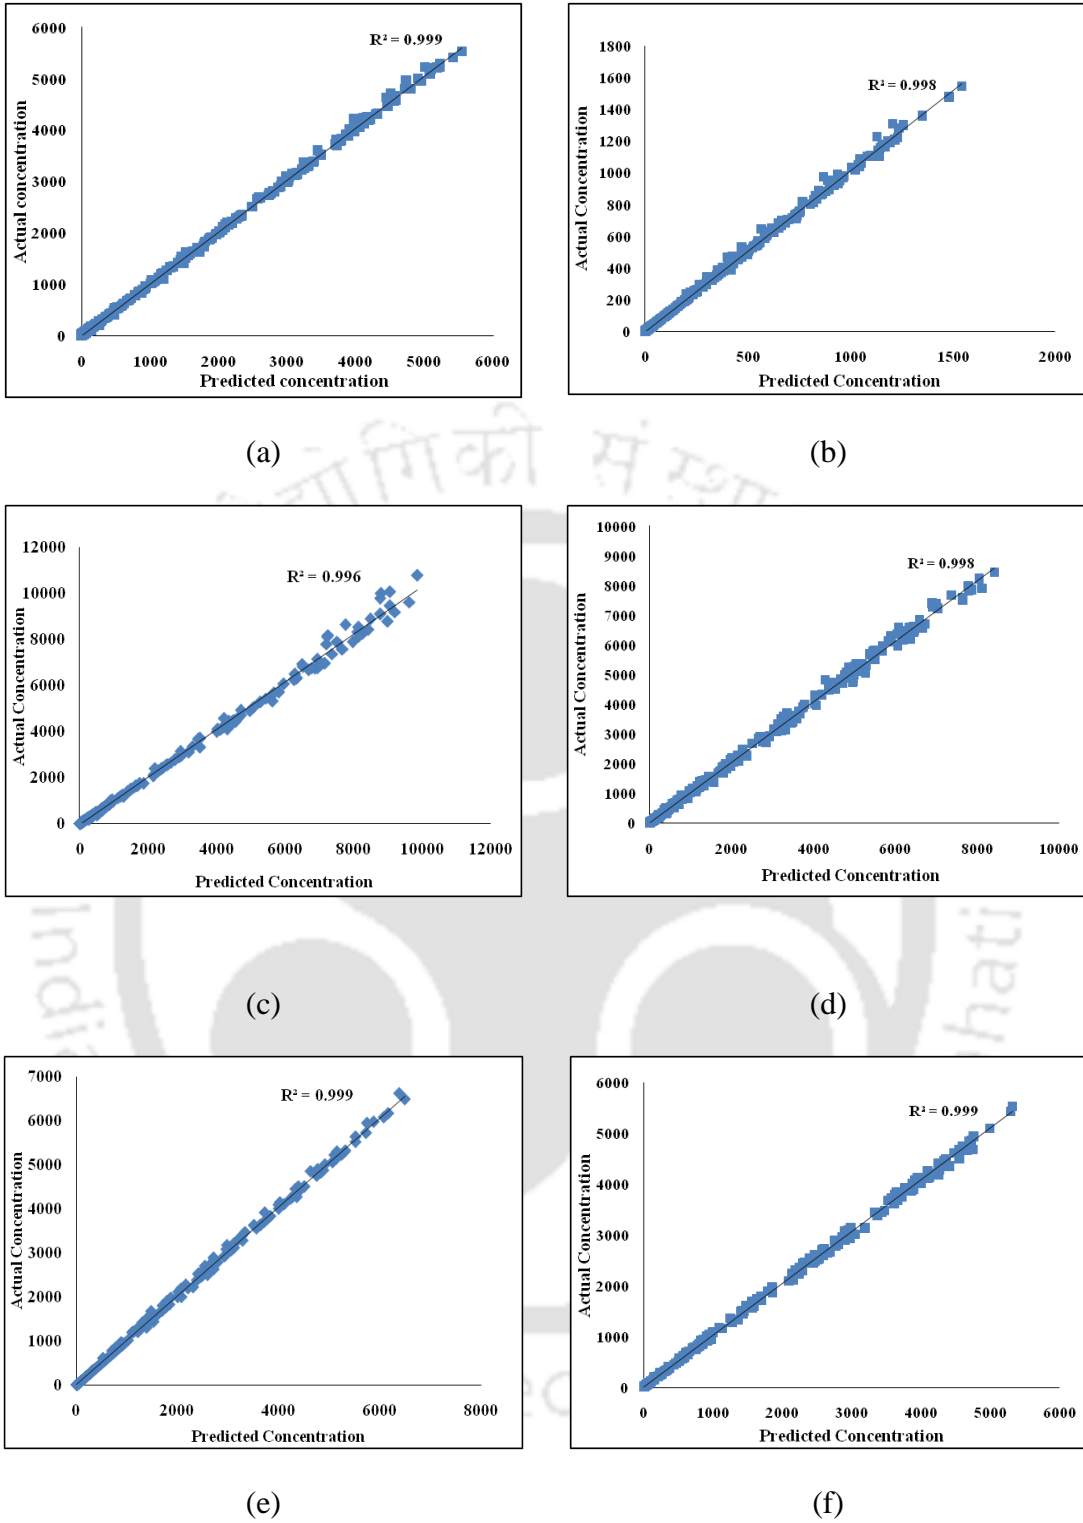 R² = 0.999
6000
5000
4000
3000
2000
1000
0
Actual concentration
0 1000 2000 3000 4000 5000 6000
Predicted concentration
(a)
R² = 0.998
1800
1600
1400
1200
1000
800
600
400
200
0
Actual Concentration
0 500 1000 1500 2000
Predicted Concentration
(b)
R² = 0.996
12000
10000
8000
6000
4000
2000
0
Actual Concentration
0 2000 4000 6000 8000 10000 12000
Predicted Concentration
(c)
R² = 0.998
10000
9000
8000
7000
6000
5000
4000
3000
2000
1000
0
Actual Concentration
0 2000 4000 6000 8000 10000
Predicted Concentration
(d)
R² = 0.999
7000
6000
5000
4000
3000
2000
1000
0
Actual Concentration
0 2000 4000 6000 8000
Predicted Concentration
(e)
R² = 0.999
6000
5000
4000
3000
2000
1000
0
Actual Concentration
0 1000 2000 3000 4000 5000 6000
Predicted Concentration
(f)